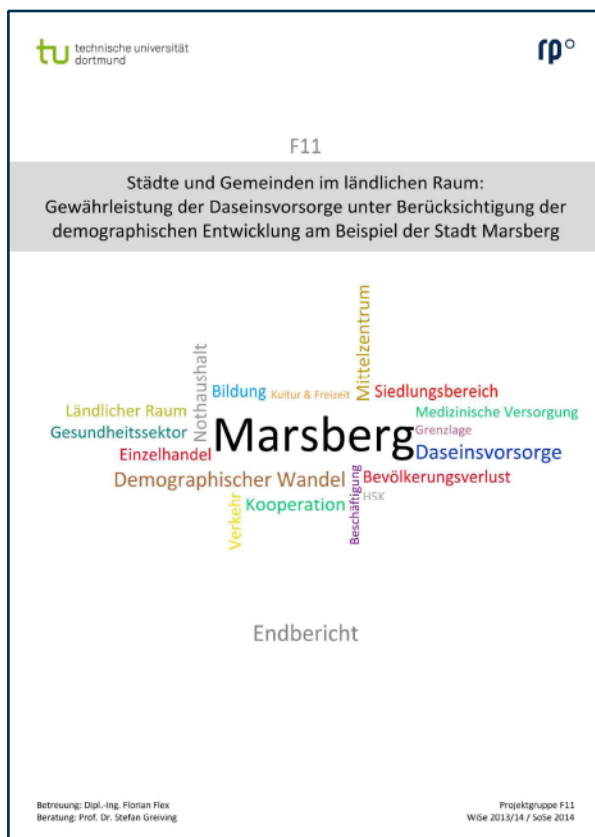 tu technische universität
dortmund
rp
F11
Städte und Gemeinden im ländlichen Raum:
Gewährleistung der Daseinsvorsorge unter Berücksichtigung der
demographischen Entwicklung am Beispiel der Stadt Marsberg
Mittelzentrum
Nothaushalt
Bildung
Kultur & Freizeit
Siedlungsbereich
Ländlicher Raum
Medizinische Versorgung
Gesundheitssektor
Marsberg
Grenzlage
Einzelhandel
Daseinsvorsorge
Demographischer Wandel
Beschäftigung
Bevölkerungsverlust
HSK
Verkehr
Kooperation
Endbericht
Betreuung: Dipl.-Ing. Florian Flex
Beratung: Prof. Dr. Stefan Greiving
Projektgruppe F11
WiSe 2013/14 / SoSe 2014